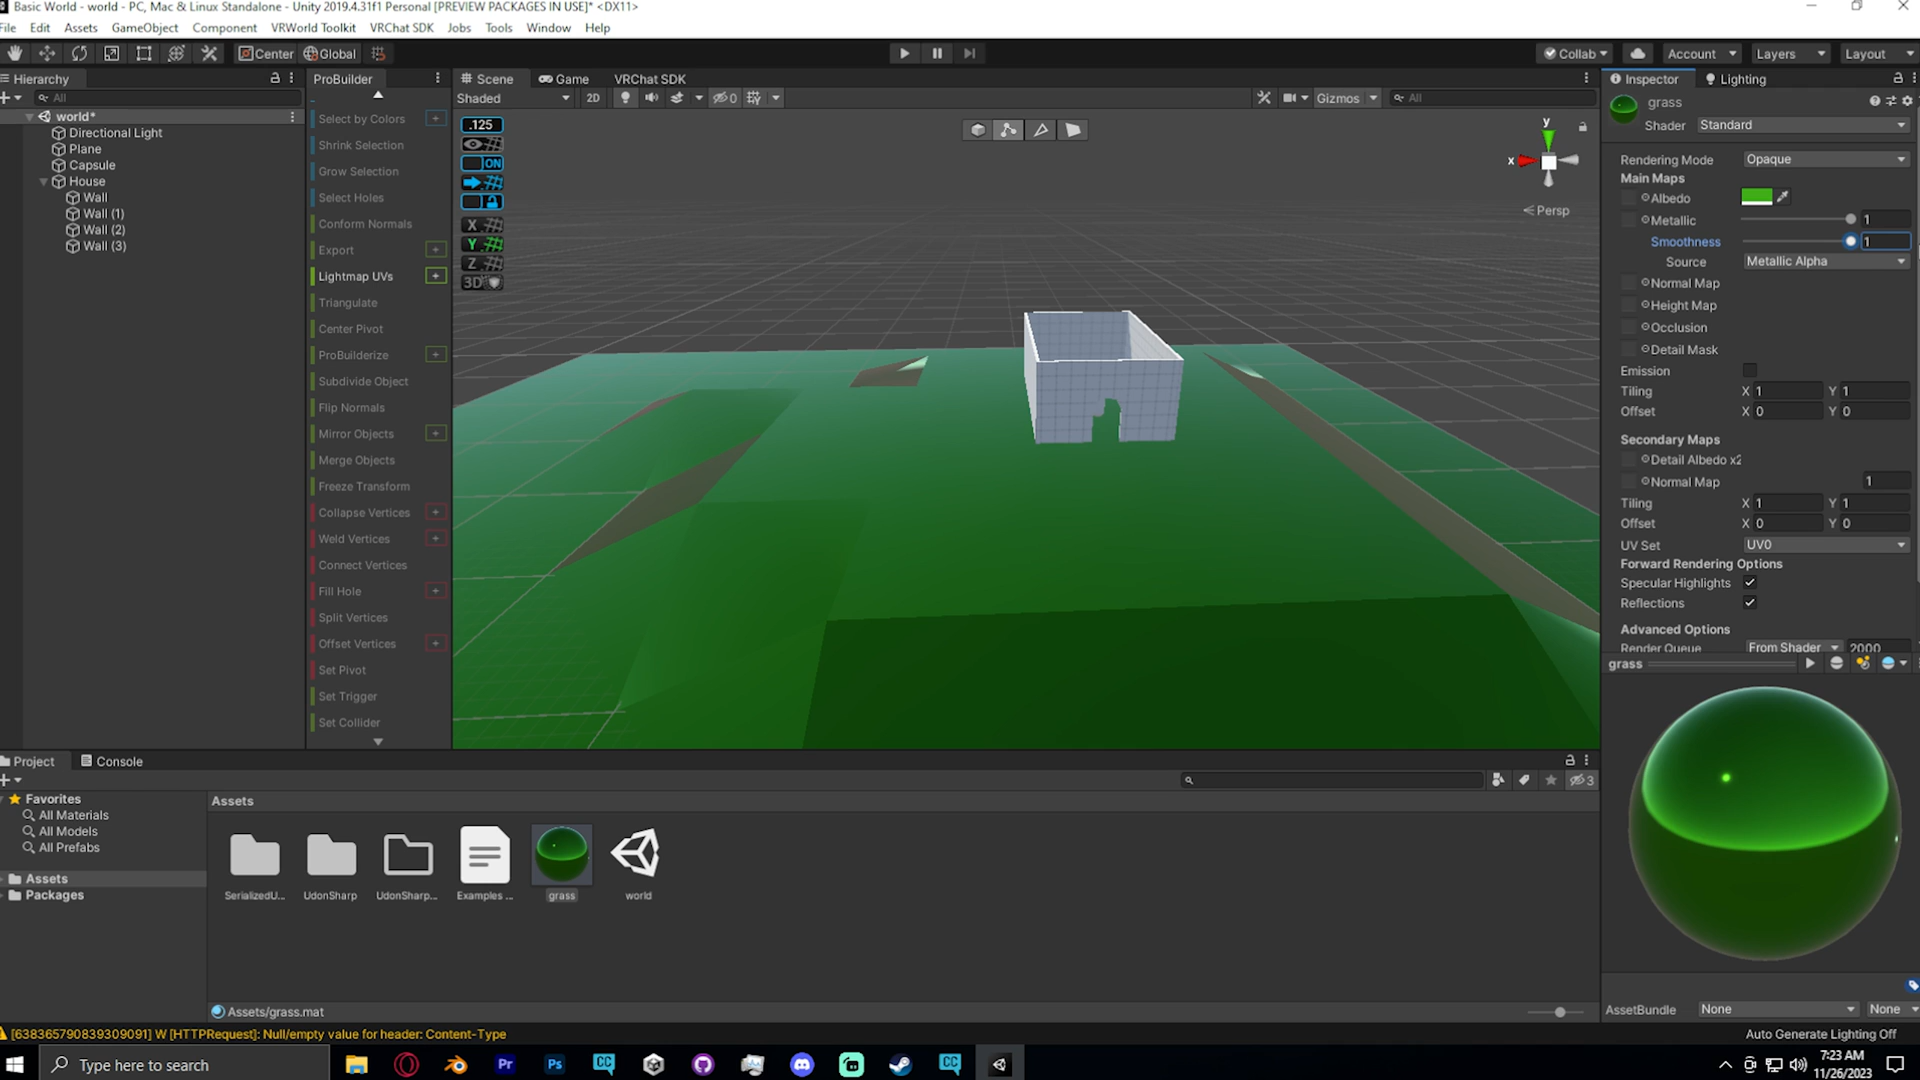 Basic World - world - PC, Mac & Linux Standalone - Unity 2019.4.31f1 Personal [PREVIEW PACKAGES IN USE]* <DX11>
File Edit Assets GameObject Component VRWorld Toolkit VRChat SDK Jobs Tools Window Help
Center Global
Collab Account Layers Layout
Hierarchy
All
world*
Directional Light
Plane
Capsule
House
Wall
Wall (1)
Wall (2)
Wall (3)
ProBuilder
Select by Colors
Shrink Selection
Grow Selection
Select Holes
Conform Normals
Export
Lightmap UVs
Triangulate
Center Pivot
ProBuilderize
Subdivide Object
Flip Normals
Mirror Objects
Merge Objects
Freeze Transform
Collapse Vertices
Weld Vertices
Connect Vertices
Fill Hole
Split Vertices
Offset Vertices
Set Pivot
Set Trigger
Set Collider
Scene Game VRChat SDK
Shaded 2D 0 Gizmos All
.125
ON
X
Y
Z
3D
y
x
Persp
Inspector Lighting
grass
Shader Standard
Rendering Mode Opaque
Main Maps
Albedo
Metallic 1
Smoothness 1
Source Metallic Alpha
Normal Map
Height Map
Occlusion
Detail Mask
Emission
Tiling X 1 Y 1
Offset X 0 Y 0
Secondary Maps
Detail Albedo x2
Normal Map 1
Tiling X 1 Y 1
Offset X 0 Y 0
UV Set UV0
Forward Rendering Options
Specular Highlights
Reflections
Advanced Options
Render Queue From Shader 2000
grass
AssetBundle None None
Project Console
3
Favorites
All Materials
All Models
All Prefabs
Assets
Packages
Assets
SerializedU... UdonSharp UdonSharp... Examples ... grass world
Assets/grass.mat
[638365790839309091] W [HTTPRequest]: Null/empty value for header: Content-Type
Auto Generate Lighting Off
Type here to search
Pr
Ps
CC
CC
7:23 AM
11/26/2023